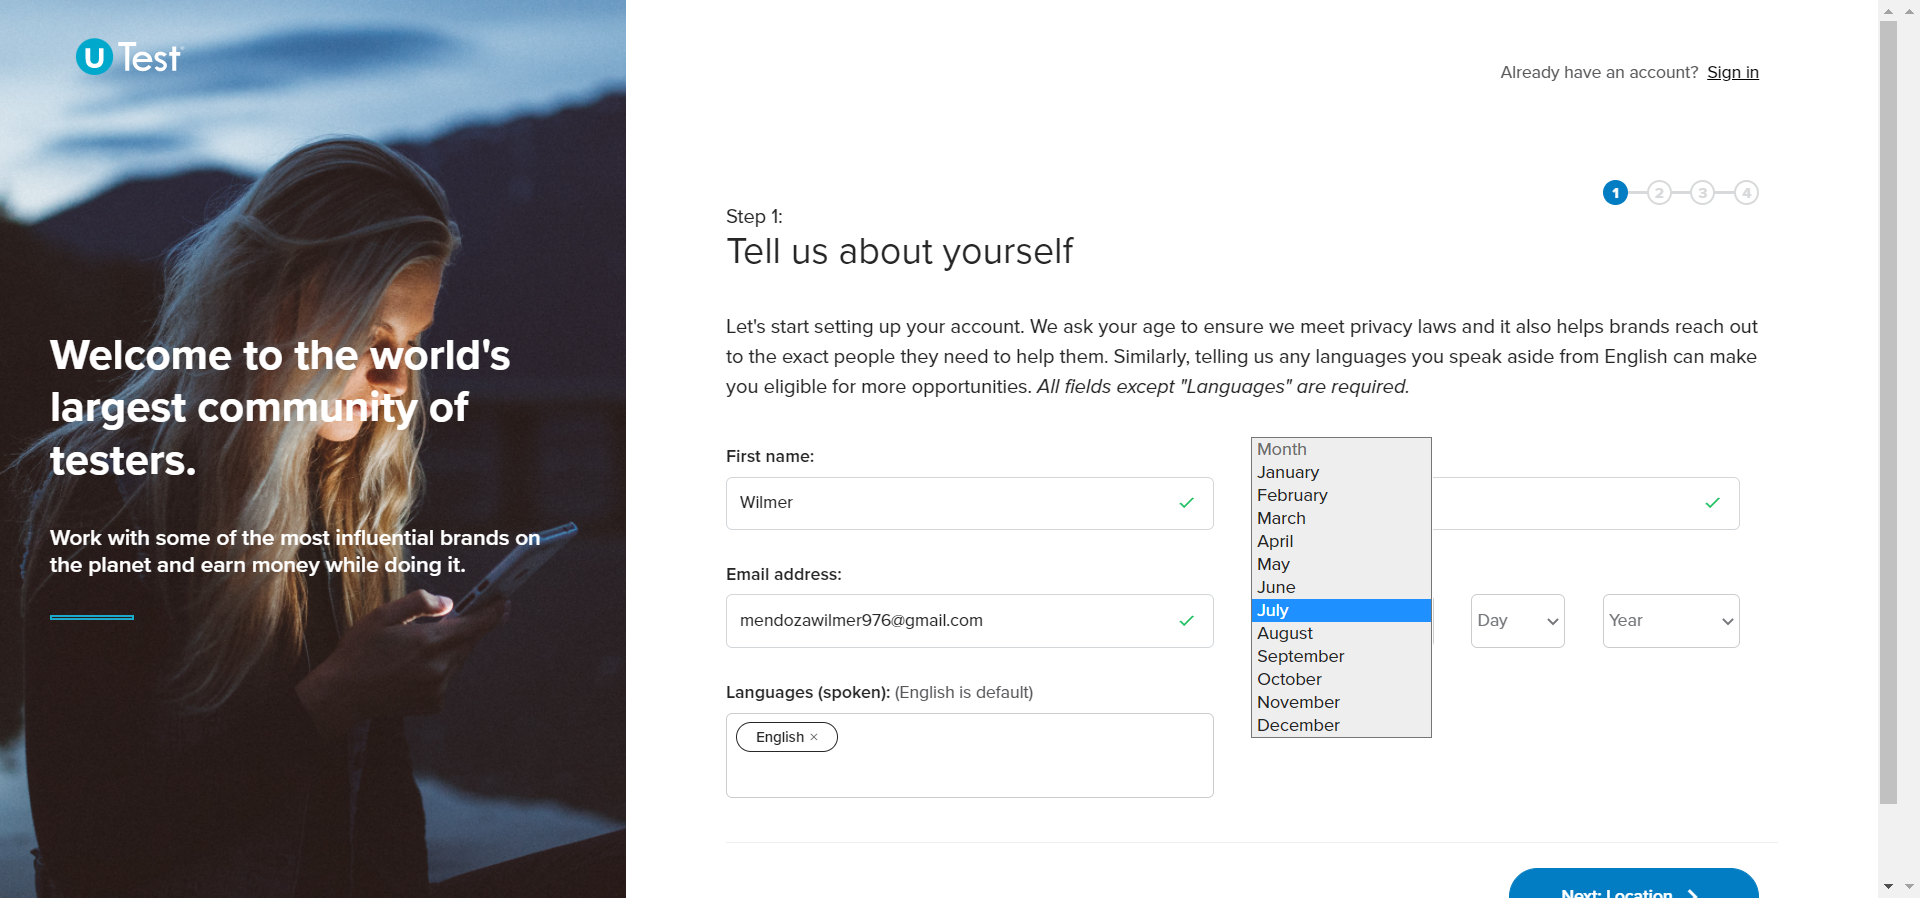 U Test
Already have an account? Sign in
1 2 3 4
Step 1:
Tell us about yourself
Let's start setting up your account. We ask your age to ensure we meet privacy laws and it also helps brands reach out
to the exact people they need to help them. Similarly, telling us any languages you speak aside from English can make
you eligible for more opportunities. All fields except "Languages" are required.
Welcome to the world's
largest community of
testers.
Work with some of the most influential brands on
the planet and earn money while doing it.
First name:
Wilmer
Email address:
mendozawilmer976@gmail.com
Languages (spoken): (English is default)
English ×
Month
January
February
March
April
May
June
July
August
September
October
November
December
Day
Year
Next: Location